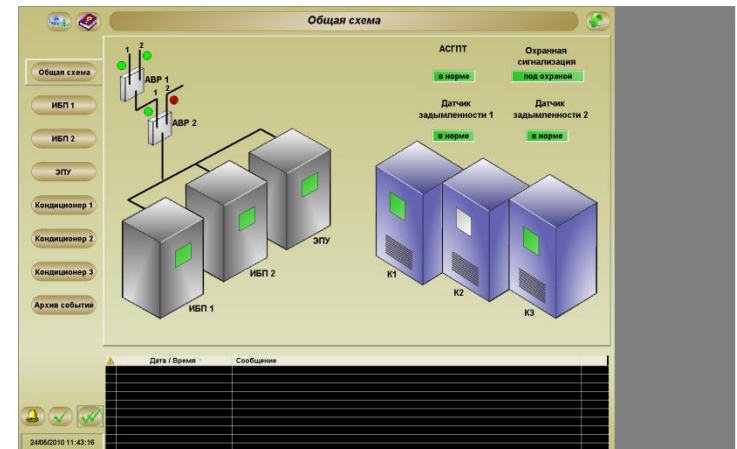 Общая схема
1 2
АВР 1
1 2
АВР 2
АСГПТ
в норме
Охранная
сигнализация
под охраной
Датчик
задымленности 1
в норме
Датчик
задымленности 2
в норме
Общая схема
ИБП 1
ИБП 2
ЭПУ
Кондиционер 1
Кондиционер 2
Кондиционер 3
Архив событий
ЭПУ
ИБП 2
ИБП 1
К1
К2
К3
Дата / Время
Сообщение
24/05/2010 11:43:16